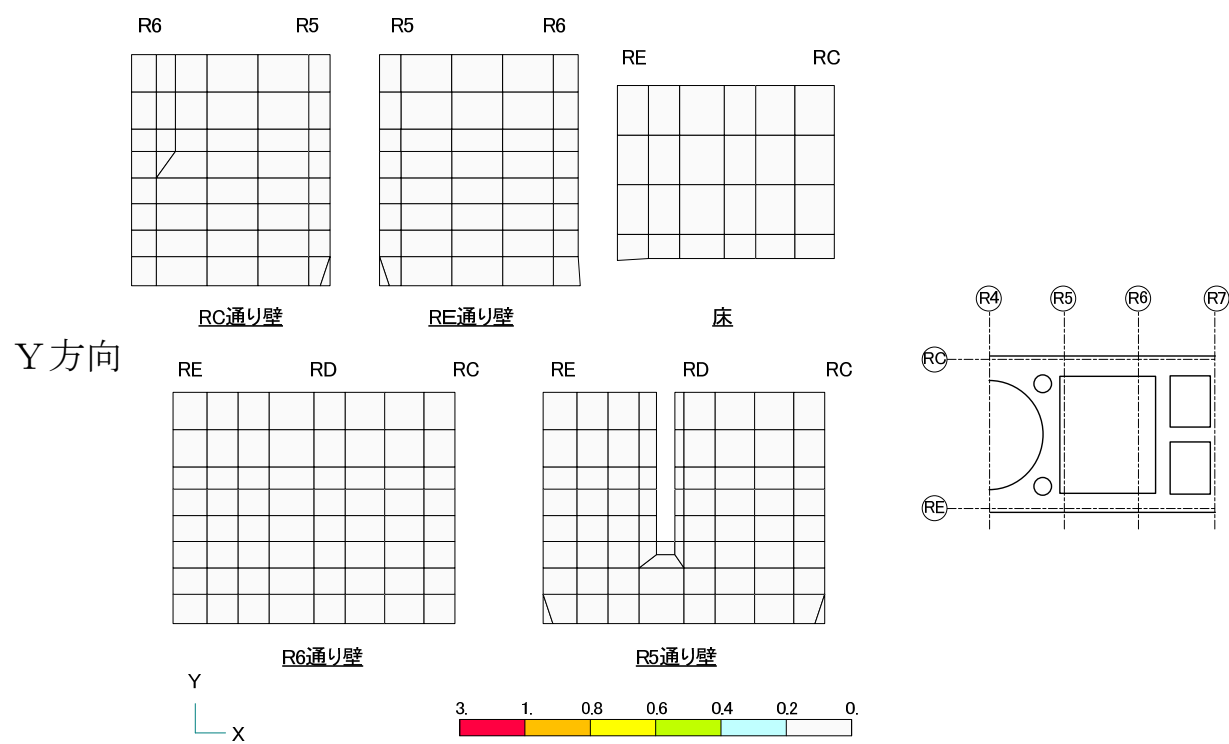 R6 R5 R5 R6
RE RC
RC通り壁 RE通り壁 床
R4 R5 R6 R7
RC
Y方向
RE RD RC RE RD RC
RE
R6通り壁 R5通り壁
Y
X
3. 1. 0.8 0.6 0.4 0.2 0.